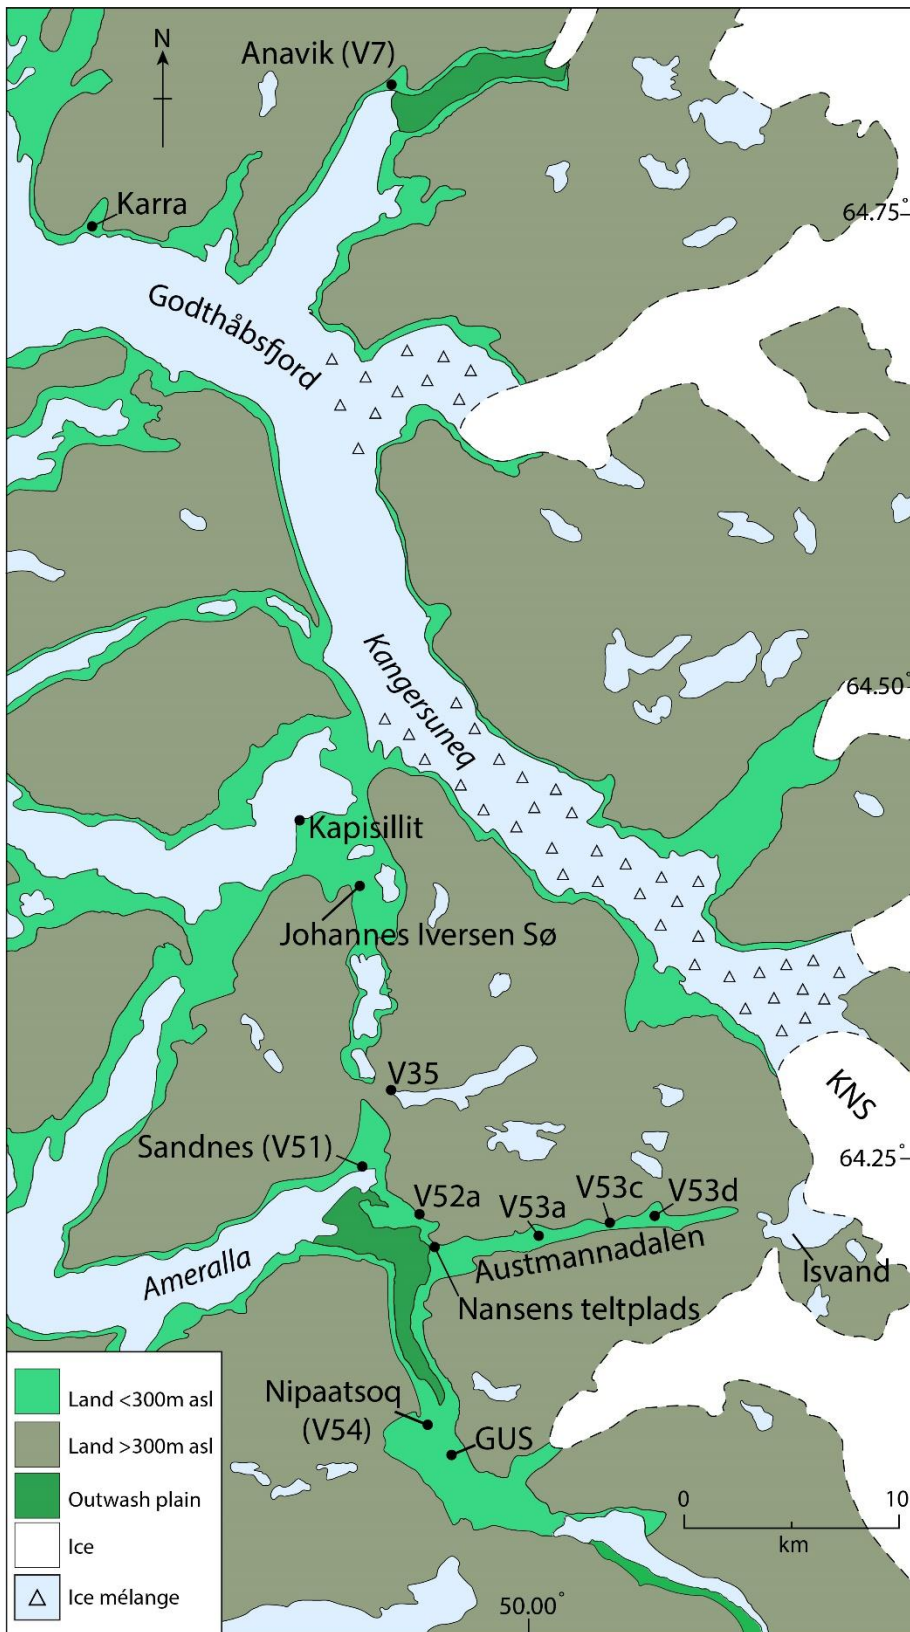 N
Anavik (V7)
Karra
64.75°
Godthåbsfjord
Kangersuneq
64.50°
Kapisillit
Johannes Iversen Sø
V35
KNS
64.25°
Sandnes (V51)
V52a
V53a
V53c
V53d
Austmannadalen
Isvand
Ameralla
Nansens teltplads
Nipaatsoq
(V54)
GUS
Land <300m asl
Land >300m asl
Outwash plain
Ice
Ice mélange
0 10
km
50.00°